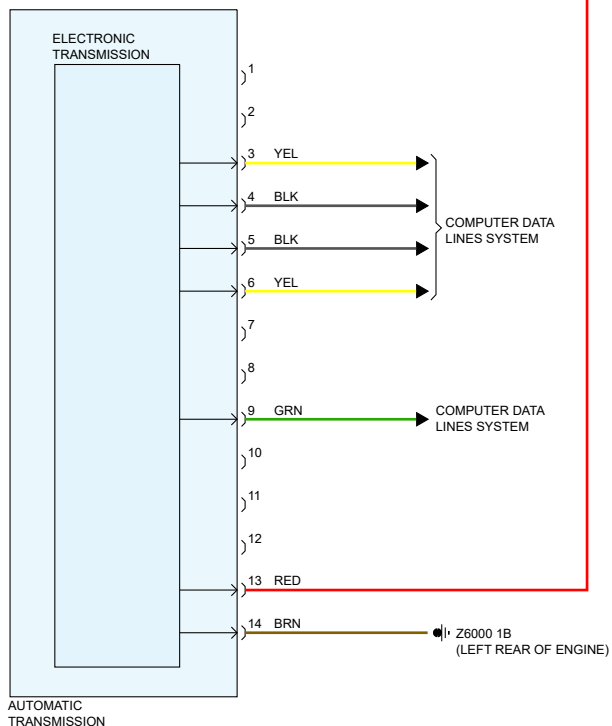 ELECTRONIC
TRANSMISSION
1
2
3 YEL
4 BLK
5 BLK
6 YEL
COMPUTER DATA
LINES SYSTEM
7
8
9 GRN
COMPUTER DATA
LINES SYSTEM
10
11
12
13 RED
14 BRN
Z6000 1B
(LEFT REAR OF ENGINE)
AUTOMATIC
TRANSMISSION